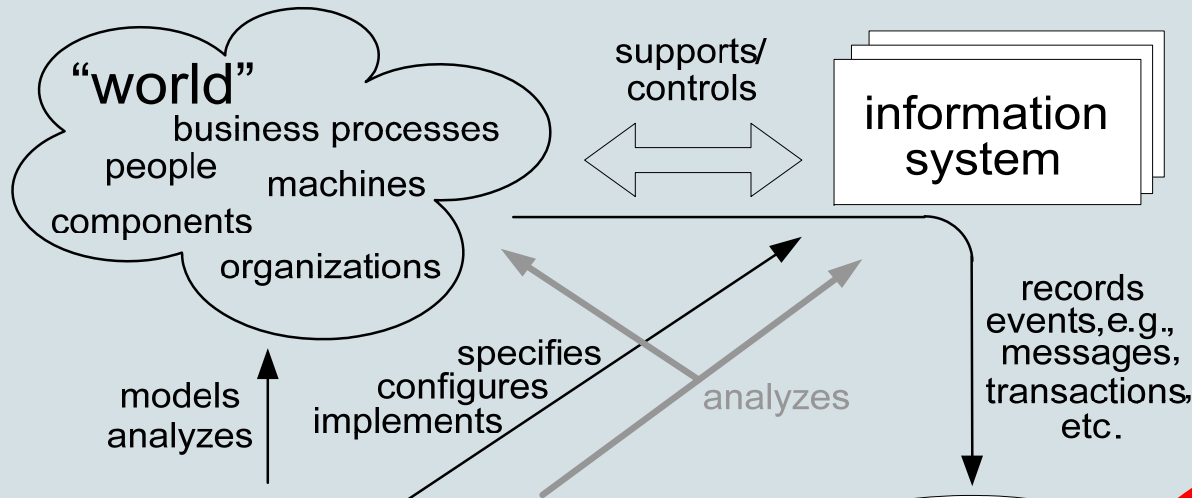 “world”
business processes
people
machines
components
organizations
supports/
controls
information
system
models
analyzes
specifies
configures
implements
analyzes
records
events,e.g.,
messages,
transactions,
etc.